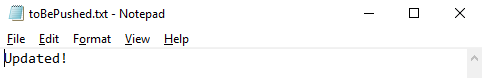 toBePushed.txt - Notepad
File Edit Format View Help
Updated!